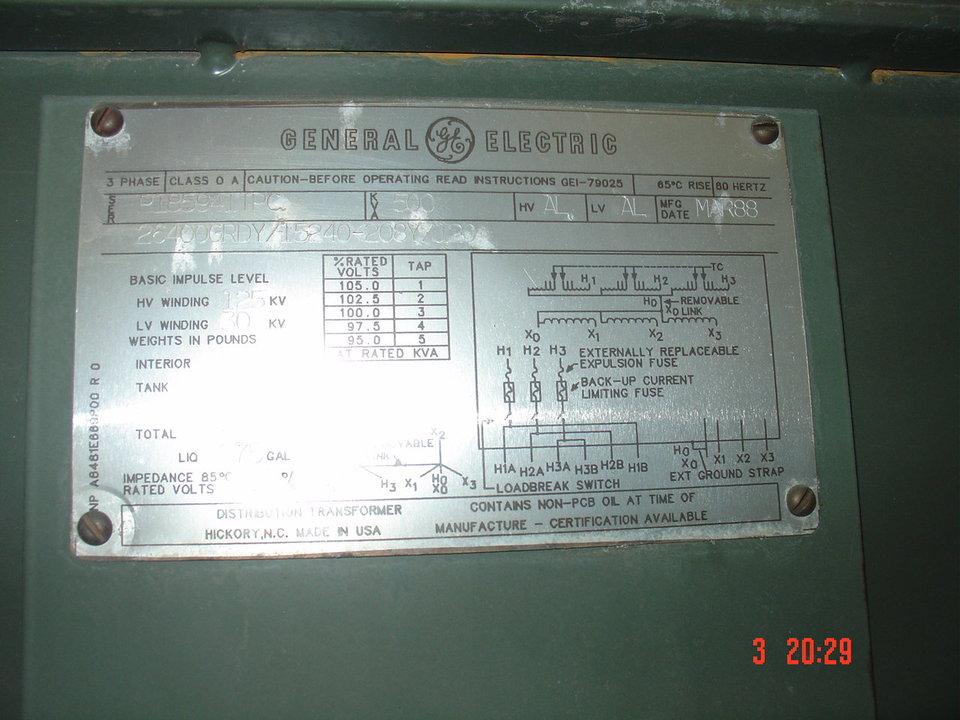 GENERAL GE ELECTRIC
3 PHASE CLASS O A CAUTION-BEFORE OPERATING READ INSTRUCTIONS GEI-79025 65°C RISE 60 HERTZ
SER KVA 500 HV AL LV AL MFG DATE MAR88
BASIC IMPULSE LEVEL
HV WINDING 125 KV
LV WINDING 30 KV
WEIGHTS IN POUNDS
INTERIOR
TANK
TOTAL
LIQ GAL
IMPEDANCE 85°C %
RATED VOLTS
%RATED VOLTS TAP
105.0 1
102.5 2
100.0 3
97.5 4
95.0 5
AT RATED KVA
X2
H3 X1 H0 X0 X3
TC
H1 H2 H3
H0 REMOVABLE
X0 LINK
X0 X1 X2 X3
H1 H2 H3 EXTERNALLY REPLACEABLE
EXPULSION FUSE
BACK-UP CURRENT
LIMITING FUSE
H1A H2A H3A H3B H2B H1B
LOADBREAK SWITCH
H0 X0 X1 X2 X3
EXT GROUND STRAP
DISTRIBUTION TRANSFORMER
HICKORY,N.C. MADE IN USA
CONTAINS NON-PCB OIL AT TIME OF
MANUFACTURE - CERTIFICATION AVAILABLE
3 20:29